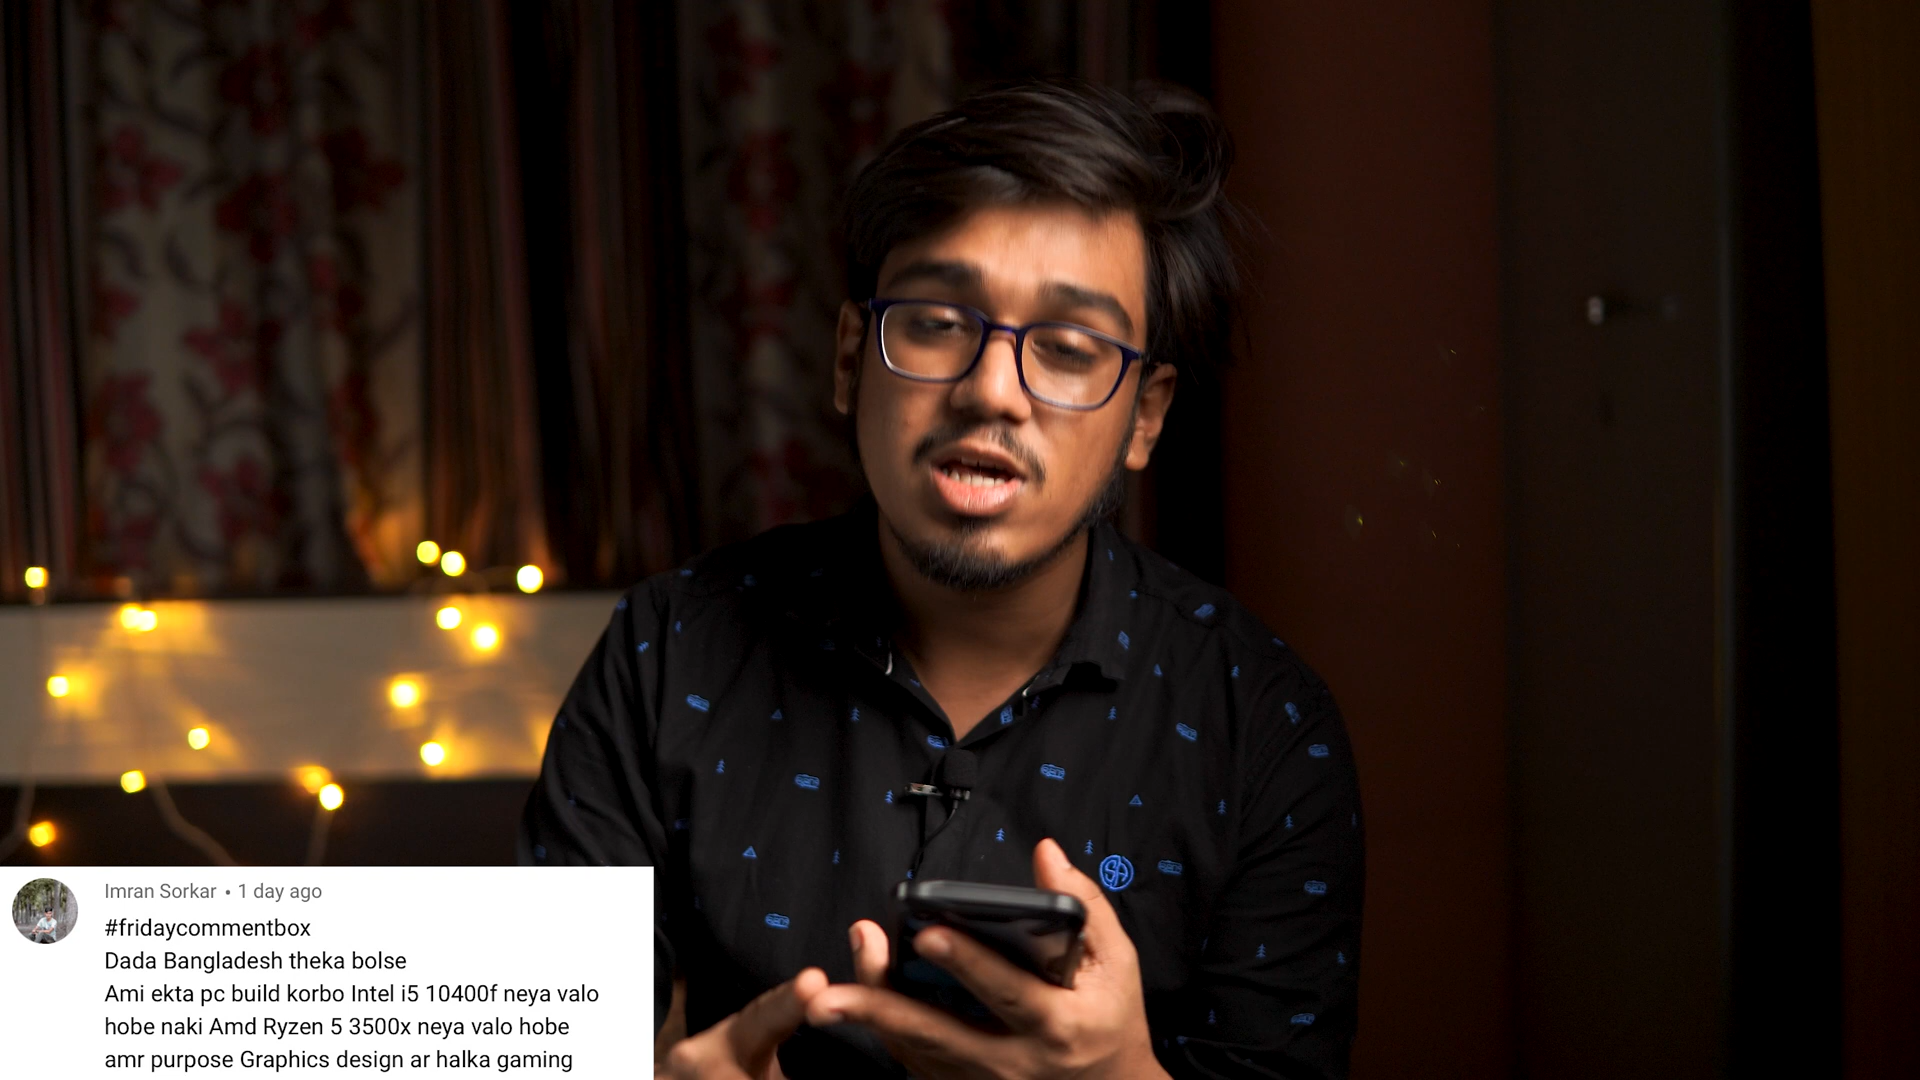 Imran Sorkar • 1 day ago
#fridaycommentbox
Dada Bangladesh theka bolse
Ami ekta pc build korbo Intel i5 10400f neya valo
hobe naki Amd Ryzen 5 3500x neya valo hobe
amr purpose Graphics design ar halka gaming
SA